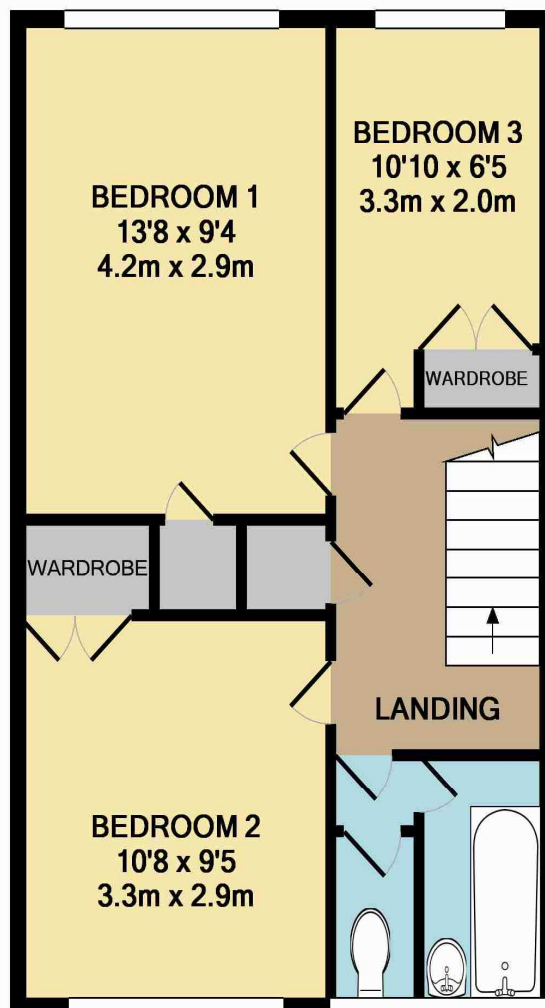 BEDROOM 1
13'8 x 9'4
4.2m x 2.9m
BEDROOM 3
10'10 x 6'5
3.3m x 2.0m
WARDROBE
WARDROBE
LANDING
BEDROOM 2
10'8 x 9'5
3.3m x 2.9m